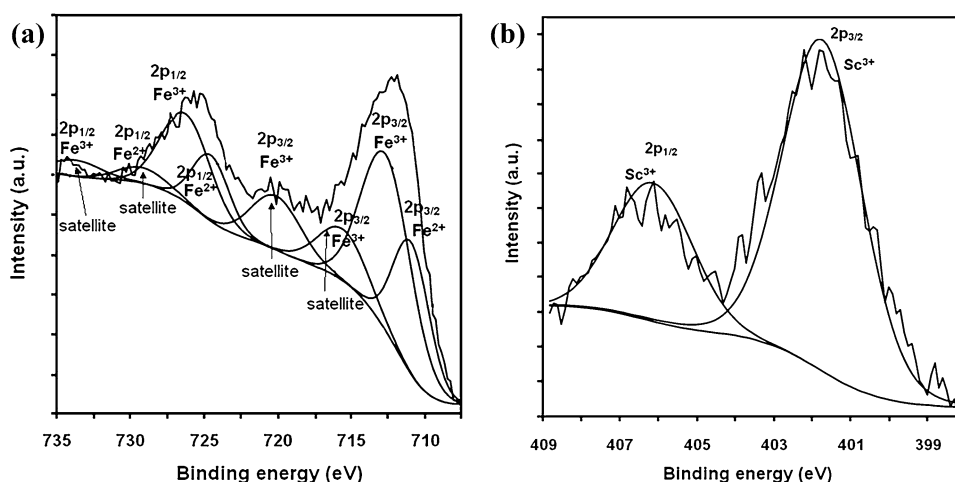 (a)
Intensity (a.u.)
2p1/2
Fe3+
2p1/2
Fe3+
2p1/2
Fe2+
2p1/2
Fe2+
2p3/2
Fe3+
2p3/2
Fe3+
2p3/2
Fe3+
2p3/2
Fe2+
satellite
satellite
satellite
satellite
735 730 725 720 713 710
Binding energy (eV)
(b)
Intensity (a.u.)
2p3/2
Sc3+
2p1/2
Sc3+
409 407 405 402 401 399
Binding energy (eV)